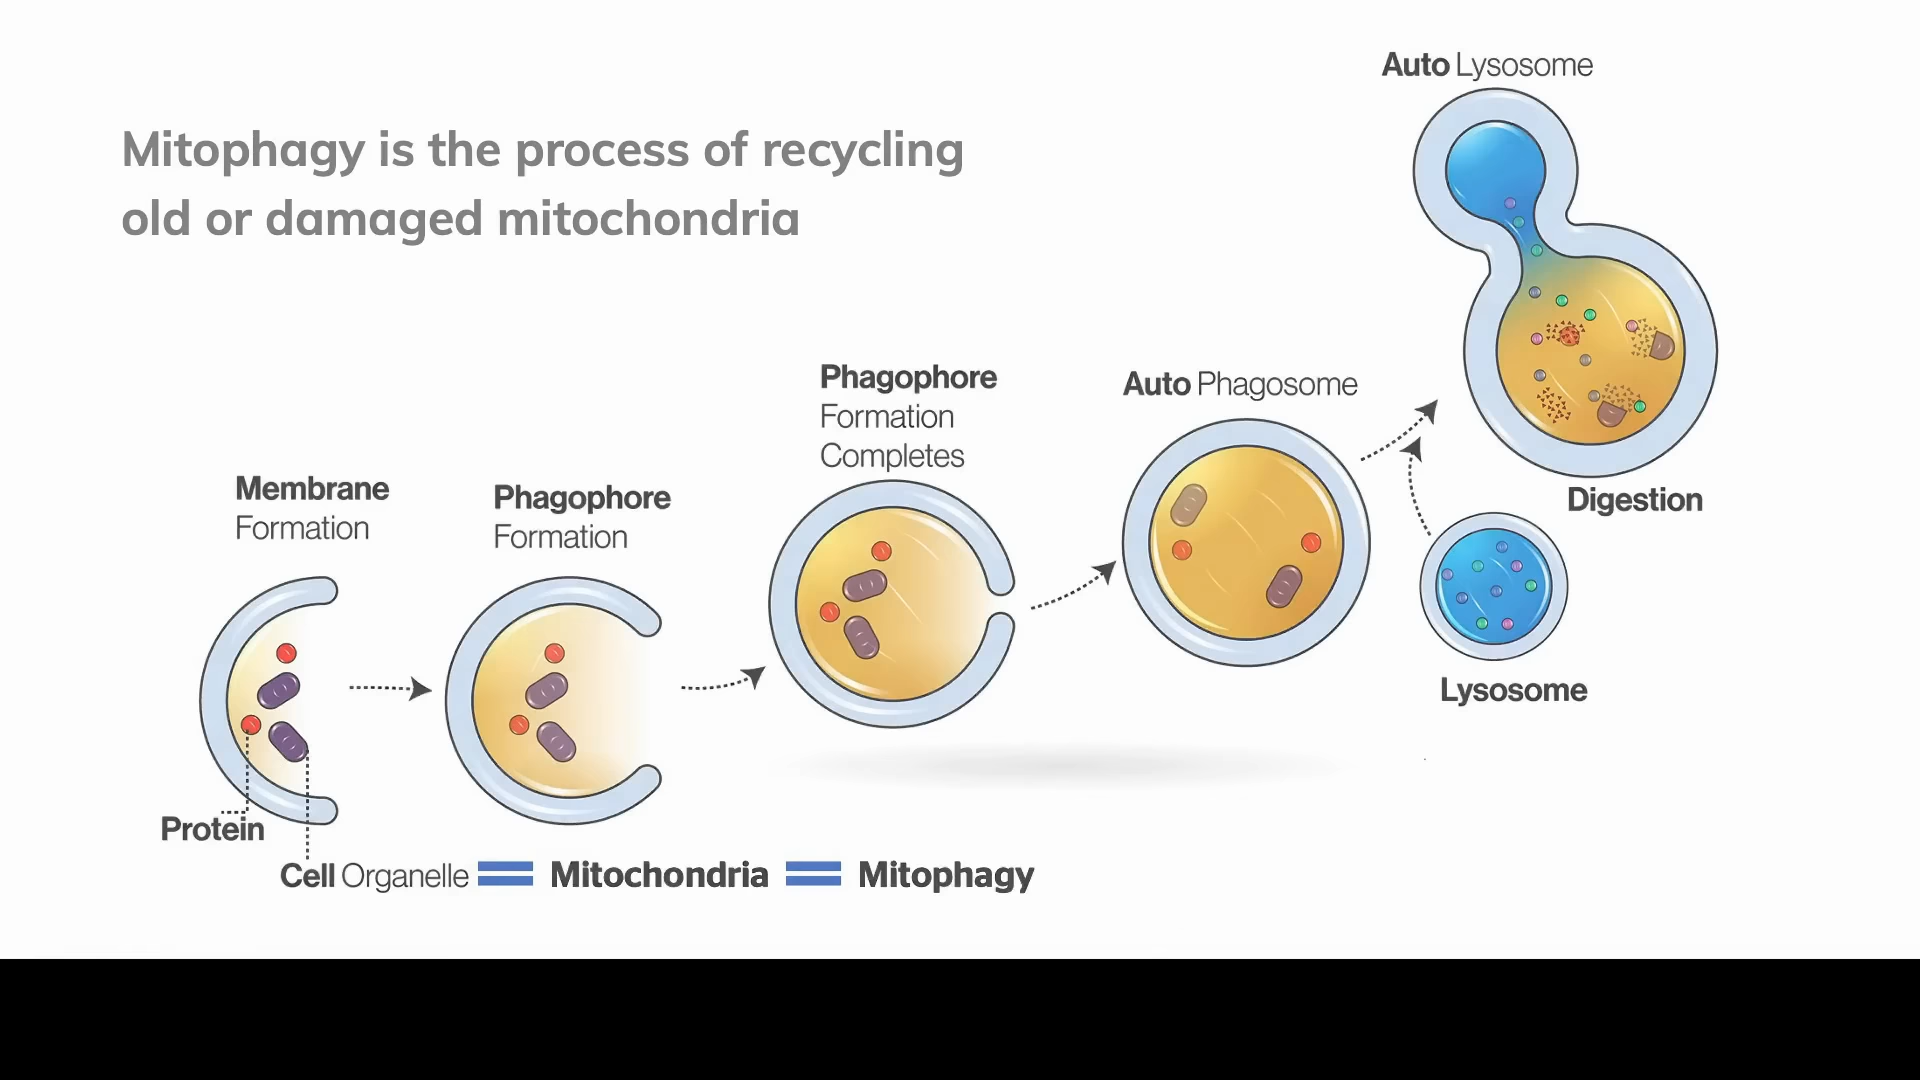 Mitophagy is the process of recycling
old or damaged mitochondria
Membrane
Formation
Phagophore
Formation
Phagophore
Formation
Completes
Auto Phagosome
Auto Lysosome
Digestion
Lysosome
Protein
Cell Organelle = Mitochondria = Mitophagy